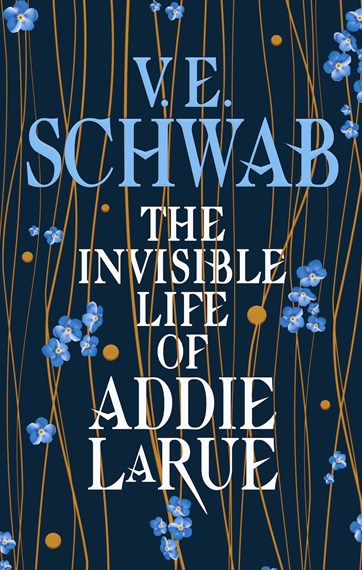 V. E.
SCHWAB
THE
INVISIBLE
LIFE
OF
ADDIE
LaRUE